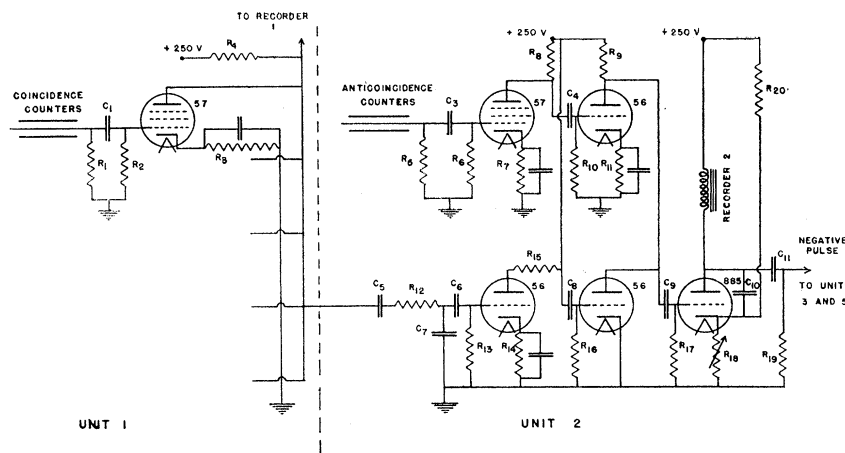 TO RECORDER
1
+ 250 V
R4
COINCIDENCE
COUNTERS
C1
57
R1
R2
R3
+ 250 V
R8
R9
ANTICOINCIDENCE
COUNTERS
C3
57
C4
56
R5
R6
R7
R10
R11
+ 250 V
R20
RECORDER 2
NEGATIVE
PULSE
TO UNIT
3 AND 5
C5
R12
C6
C7
R13
R14
56
R15
C8
R16
56
C9
R17
885
C10
R18
C11
R19
UNIT 1
UNIT 2